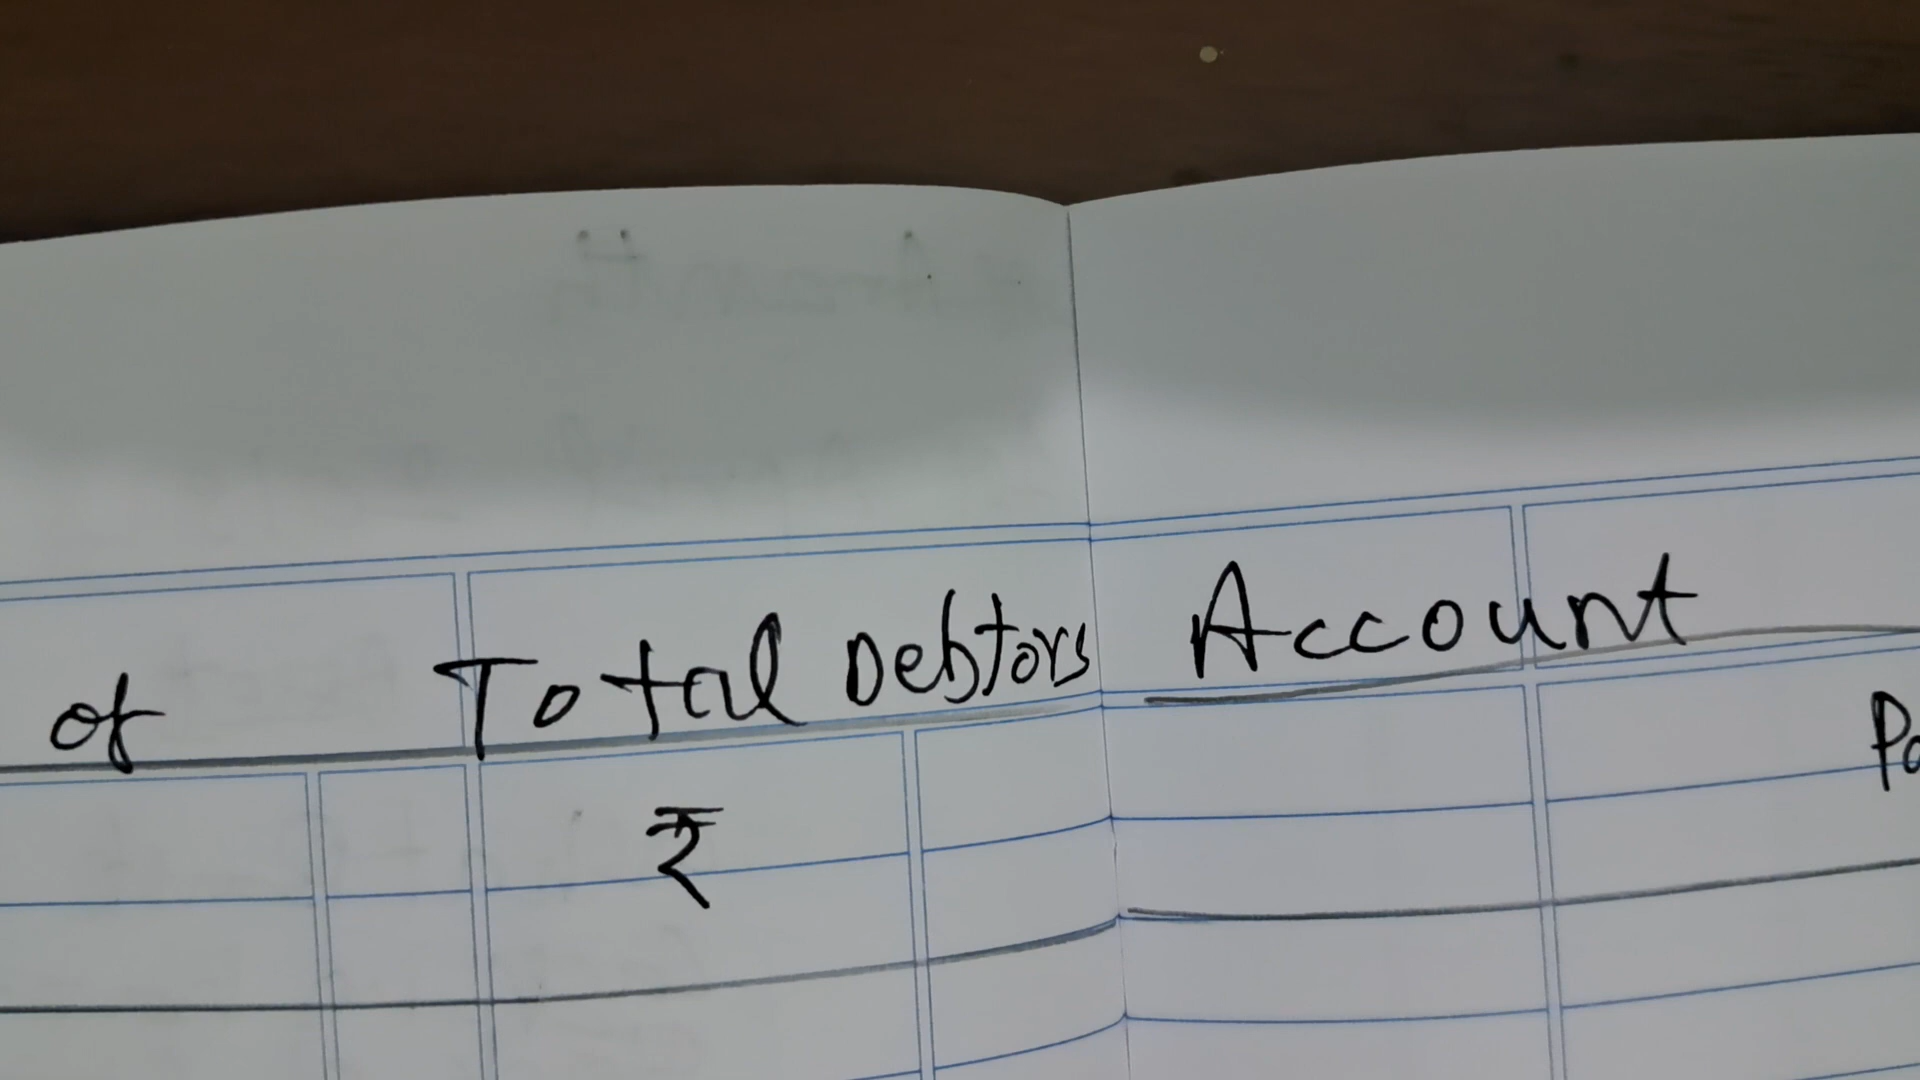 of Total Debtors Account
₹